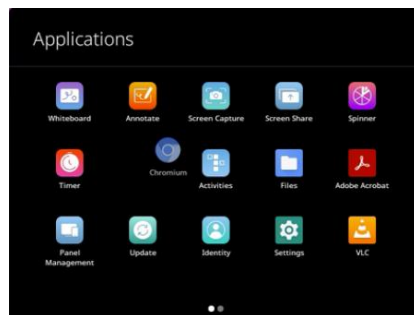 Applications
Whiteboard
Annotate
Screen Capture
Screen Share
Spinner
Timer
Chromium
Activities
Files
Adobe Acrobat
Panel
Management
Update
Identity
Settings
VLC